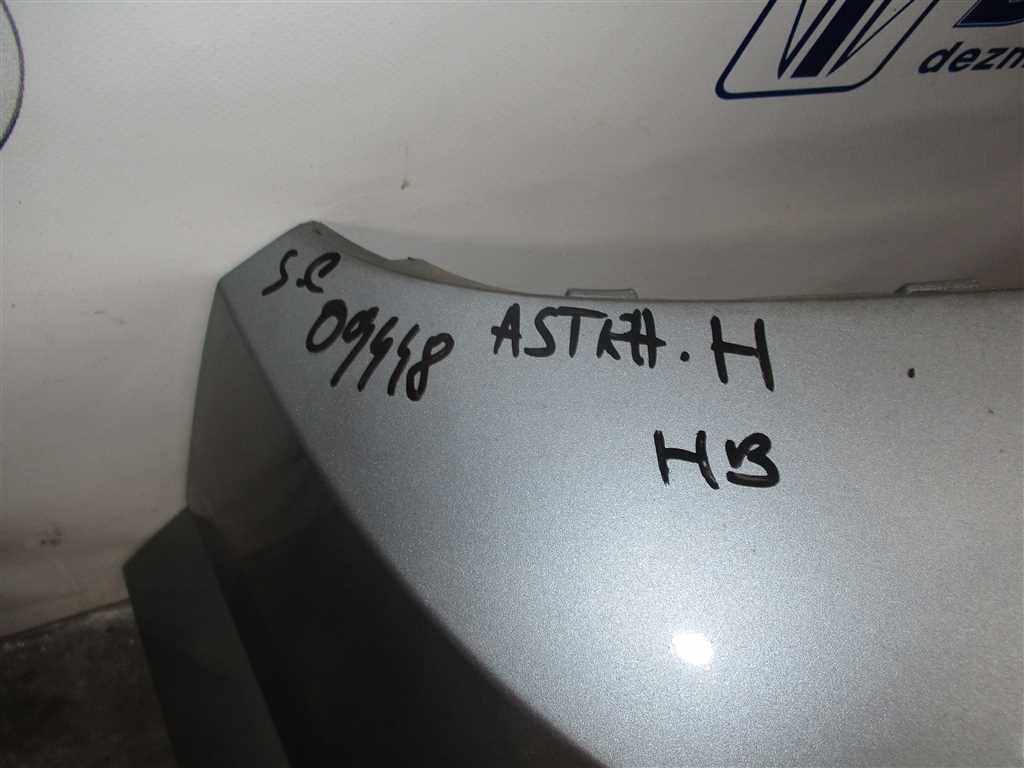 dezm
S.C
09448
ASTRA.H
HB